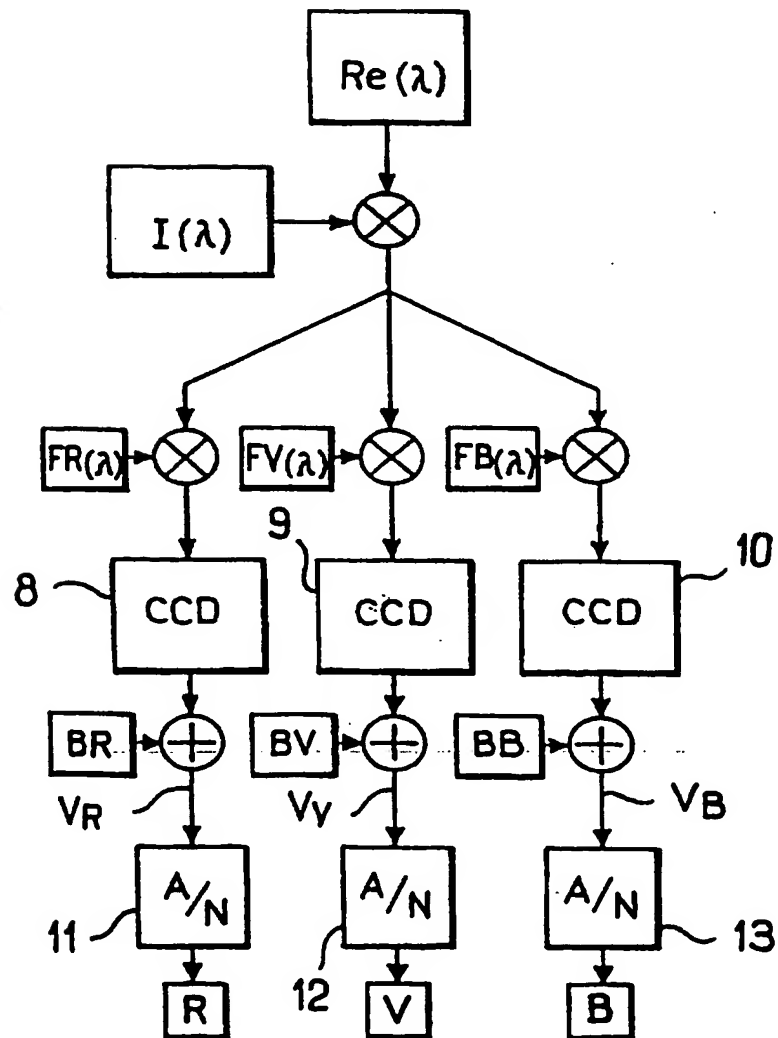 Re(λ)
I(λ)
FR(λ) FV(λ) FB(λ)
8 9 10
CCD CCD CCD
BR BV BB
VR VV VB
A/N A/N A/N
11 12 13
R V B